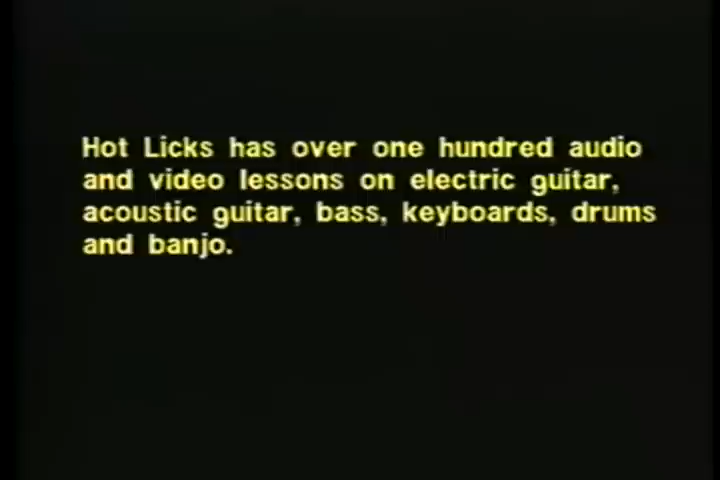 Hot Licks has over one hundred audio
and video lessons on electric guitar,
acoustic guitar, bass, keyboards, drums
and banjo.